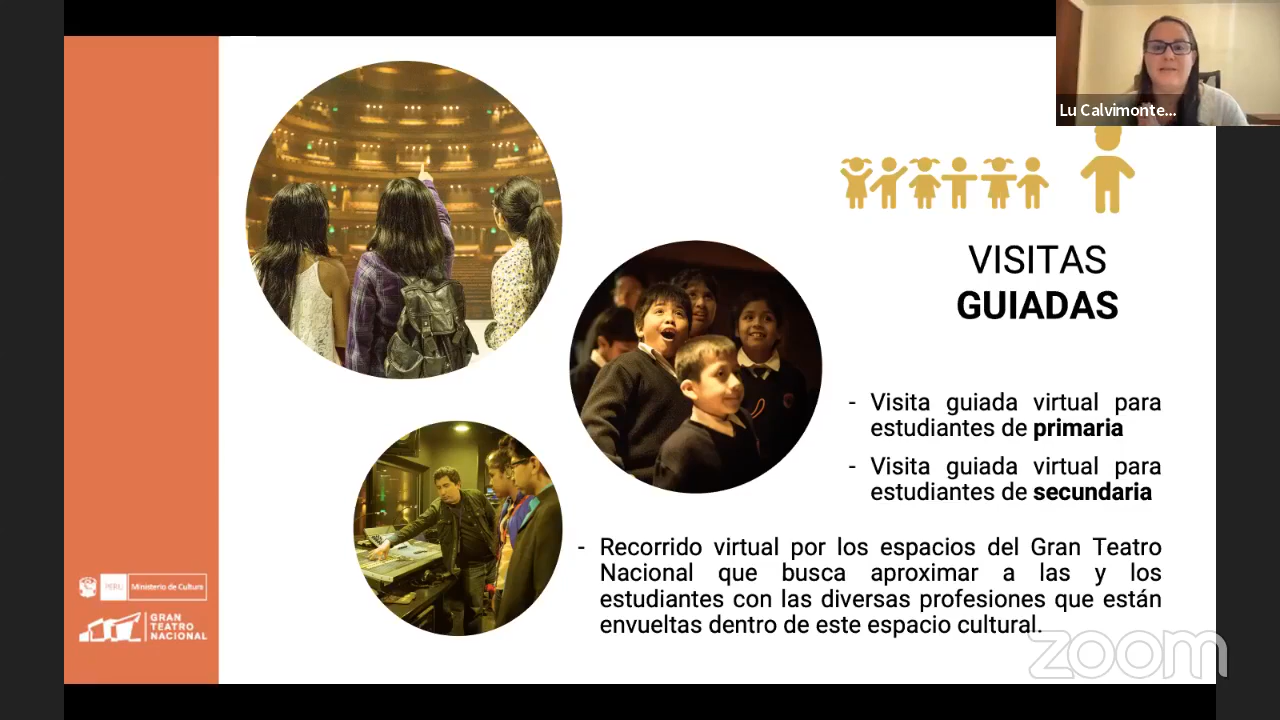 Lu Calvimonte...
VISITAS
GUIADAS
- Visita guiada virtual para
estudiantes de primaria
- Visita guiada virtual para
estudiantes de secundaria
- Recorrido virtual por los espacios del Gran Teatro
Nacional que busca aproximar a las y los
estudiantes con las diversas profesiones que están
envueltas dentro de este espacio cultural.
PERÚ Ministerio de Cultura
GRAN
TEATRO
NACIONAL
zoom